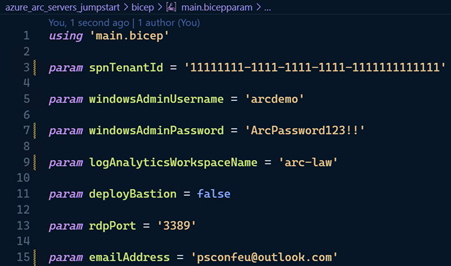 azure_arc_servers_jumpstart > bicep > main.bicepparam > ...
You, 1 second ago | 1 author (You)
1 using 'main.bicep'
2
3 param spnTenantId = '11111111-1111-1111-1111-1111111111111'
4
5 param windowsAdminUsername = 'arcdemo'
6
7 param windowsAdminPassword = 'ArcPassword123!!'
8
9 param logAnalyticsWorkspaceName = 'arc-law'
10
11 param deployBastion = false
12
13 param rdpPort = '3389'
14
15 param emailAddress = 'psconfeu@outlook.com'